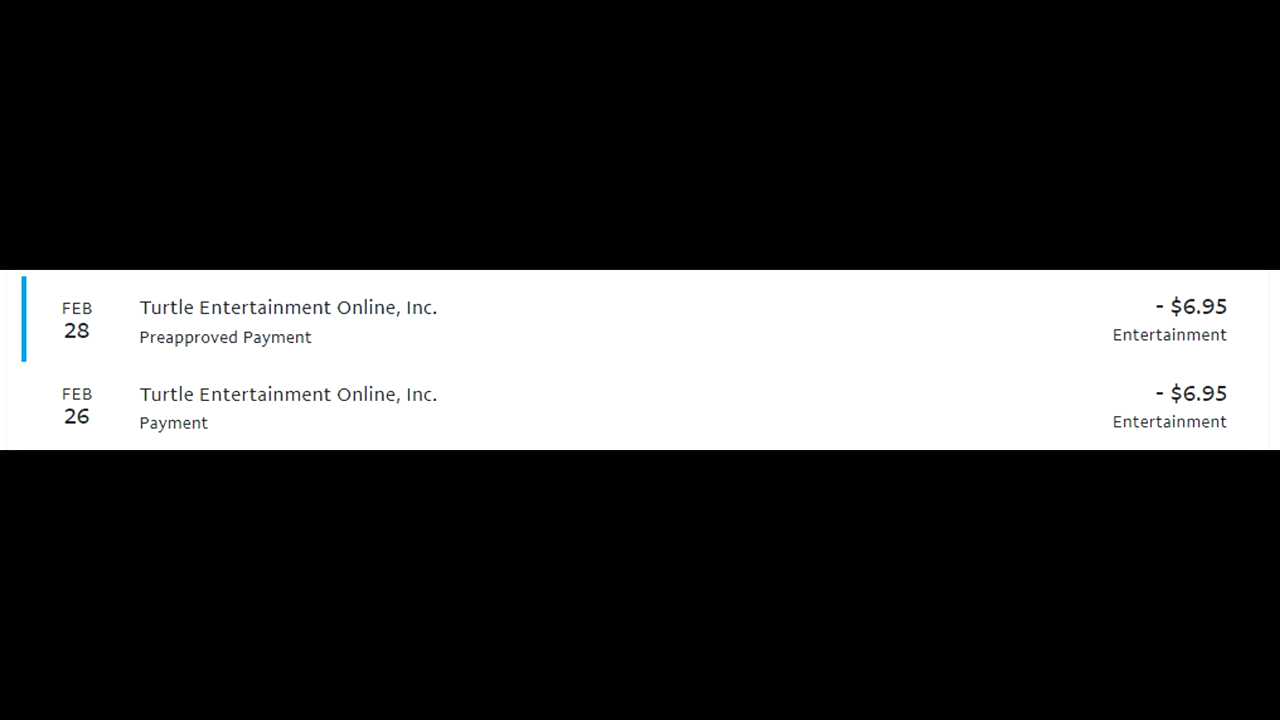 FEB
28
Turtle Entertainment Online, Inc.
Preapproved Payment
- $6.95
Entertainment
FEB
26
Turtle Entertainment Online, Inc.
Payment
- $6.95
Entertainment